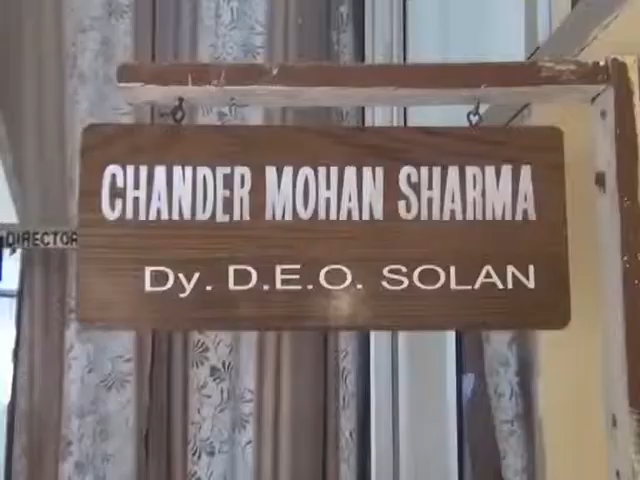 CHANDER MOHAN SHARMA
Dy. D.E.O. SOLAN
DIRECTOR